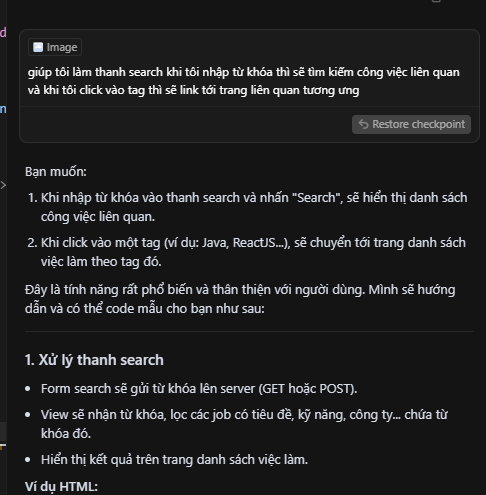 Image
giúp tôi làm thanh search khi tôi nhập từ khóa thì sẽ tìm kiếm công việc liên quan
và khi tôi click vào tag thì sẽ link tới trang liên quan tương ưng
Restore checkpoint
Bạn muốn:
1. Khi nhập từ khóa vào thanh search và nhấn "Search", sẽ hiển thị danh sách
công việc liên quan.
2. Khi click vào một tag (ví dụ: Java, ReactJS...), sẽ chuyển tới trang danh sách
việc làm theo tag đó.
Đây là tính năng rất phổ biến và thân thiện với người dùng. Mình sẽ hướng
dẫn và có thể code mẫu cho bạn như sau:
1. Xử lý thanh search
• Form search sẽ gửi từ khóa lên server (GET hoặc POST).
• View sẽ nhận từ khóa, lọc các job có tiêu đề, kỹ năng, công ty... chứa từ
khóa đó.
• Hiển thị kết quả trên trang danh sách việc làm.
Ví dụ HTML: